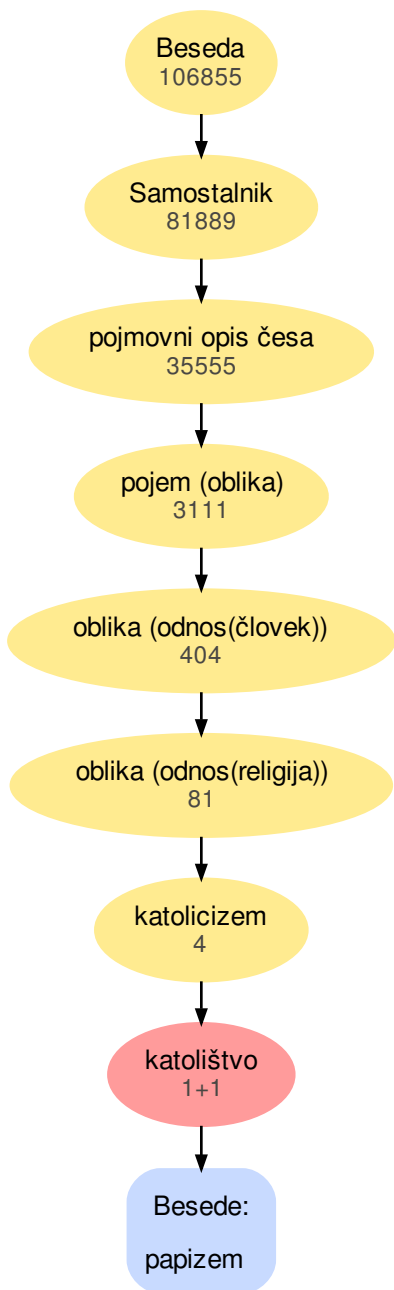 Beseda
106855
Samostalnik
81889
pojmovni opis česa
35555
pojem (oblika)
3111
oblika (odnos(človek))
404
oblika (odnos(religija))
81
katolicizem
4
katolištvo
1+1
Besede:
papizem